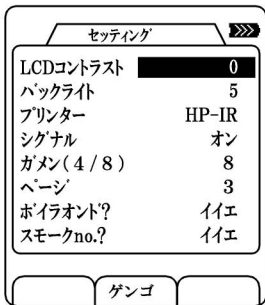 セッティング
LCDコントラスト 0
バックライト 5
プリンター HP-IR
シグナル オン
ガメン(4/8) 8
ページ 3
ボイラオンド? イイエ
スモークno.? イイエ
ゲンゴ